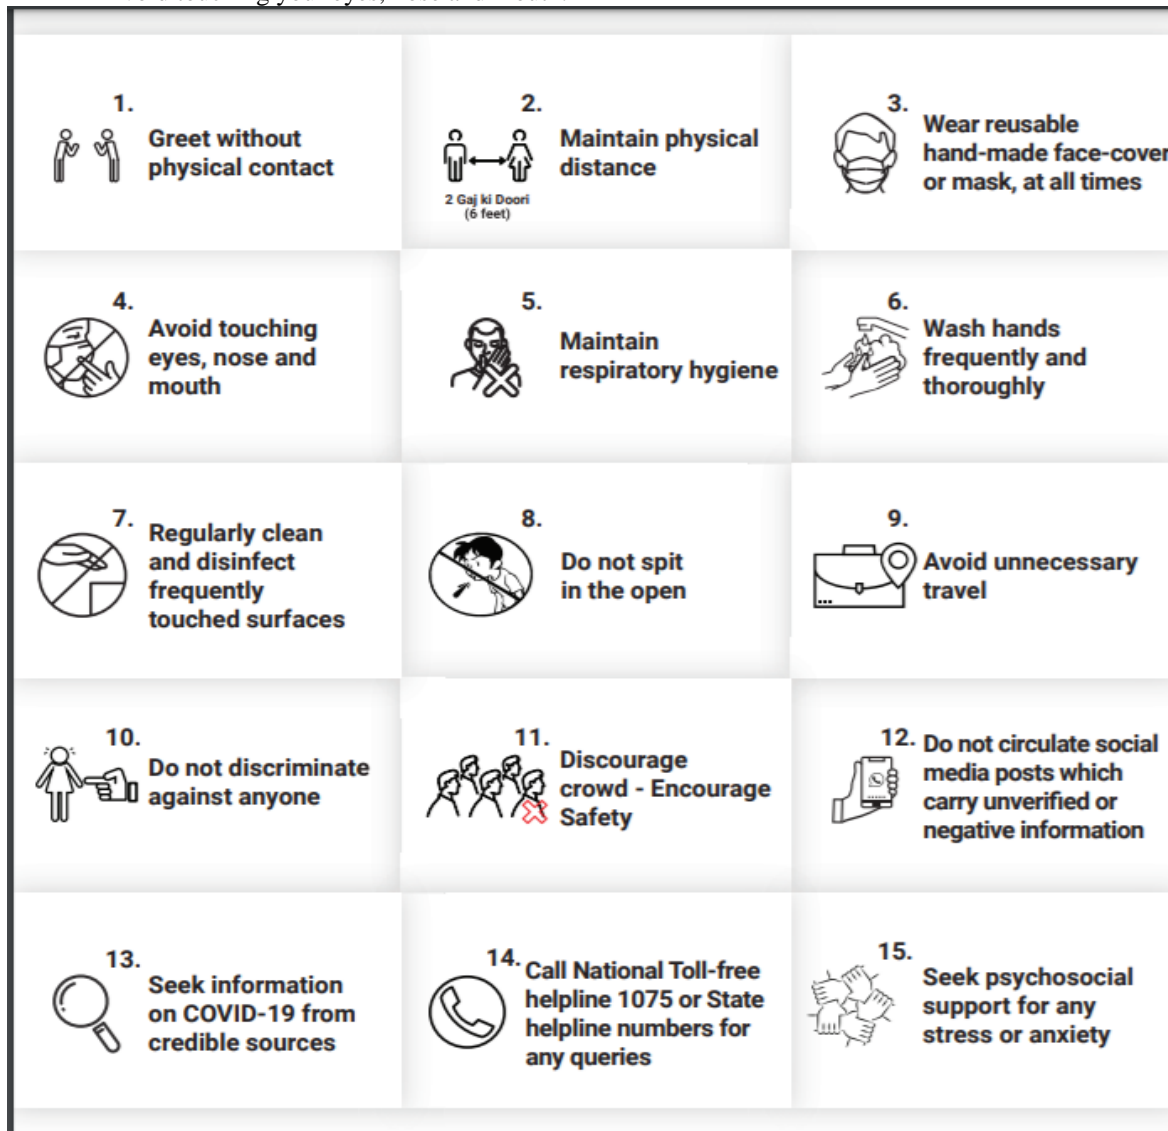 1.
Greet without
physical contact
2.
Maintain physical
distance
2 Gaj ki Doori
(6 feet)
3.
Wear reusable
hand-made face-cover
or mask, at all times
4.
Avoid touching
eyes, nose and
mouth
5.
Maintain
respiratory hygiene
6.
Wash hands
frequently and
thoroughly
7.
Regularly clean
and disinfect
frequently
touched surfaces
8.
Do not spit
in the open
9.
Avoid unnecessary
travel
10.
Do not discriminate
against anyone
11.
Discourage
crowd - Encourage
Safety
12.
Do not circulate social
media posts which
carry unverified or
negative information
13.
Seek information
on COVID-19 from
credible sources
14.
Call National Toll-free
helpline 1075 or State
helpline numbers for
any queries
15.
Seek psychosocial
support for any
stress or anxiety